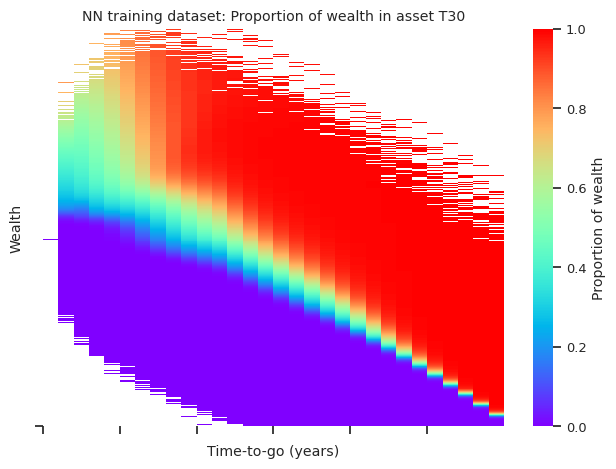 NN training dataset: Proportion of wealth in asset T30
1.0
0.8
0.6
0.4
0.2
0.0
Proportion of wealth
Wealth
Time-to-go (years)